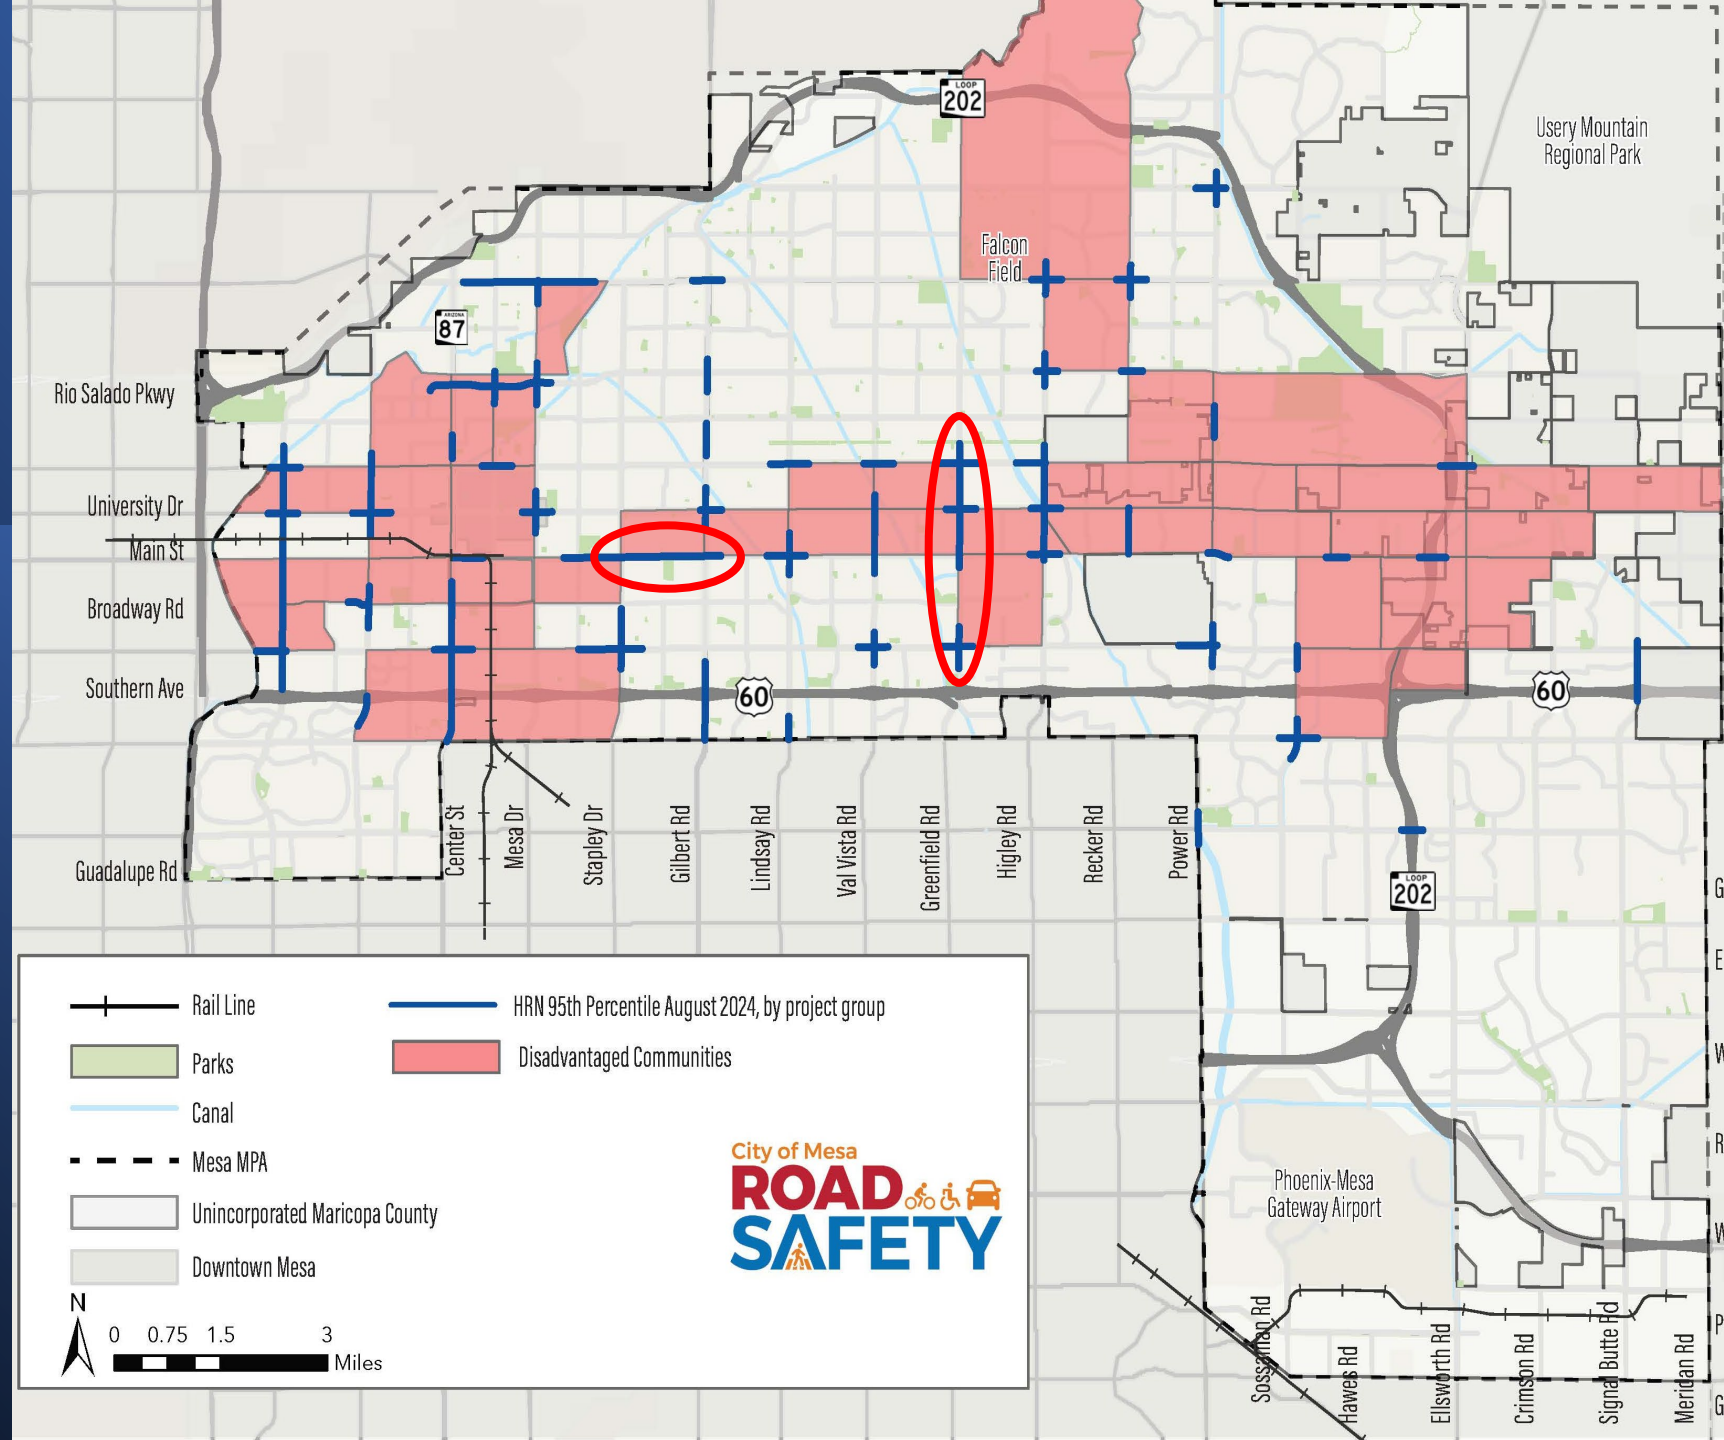 LOOP
202
Usery Mountain
Regional Park
Falcon
Field
ARIZONA
87
Rio Salado Pkwy
University Dr
Main St
Broadway Rd
Southern Ave
60
60
Guadalupe Rd
Center St
Mesa Dr
Stapley Dr
Gilbert Rd
Lindsay Rd
Val Vista Rd
Greenfield Rd
Higley Rd
Recker Rd
Power Rd
LOOP
202
G
E
W
R
W
P
G
Phoenix-Mesa
Gateway Airport
Sossaman Rd
Hawes Rd
Ellsworth Rd
Crimson Rd
Signal Butte Rd
Meridan Rd
Rail Line
HRN 95th Percentile August 2024, by project group
Parks
Disadvantaged Communities
Canal
Mesa MPA
Unincorporated Maricopa County
Downtown Mesa
City of Mesa
ROAD
SAFETY
N
0 0.75 1.5 3
Miles